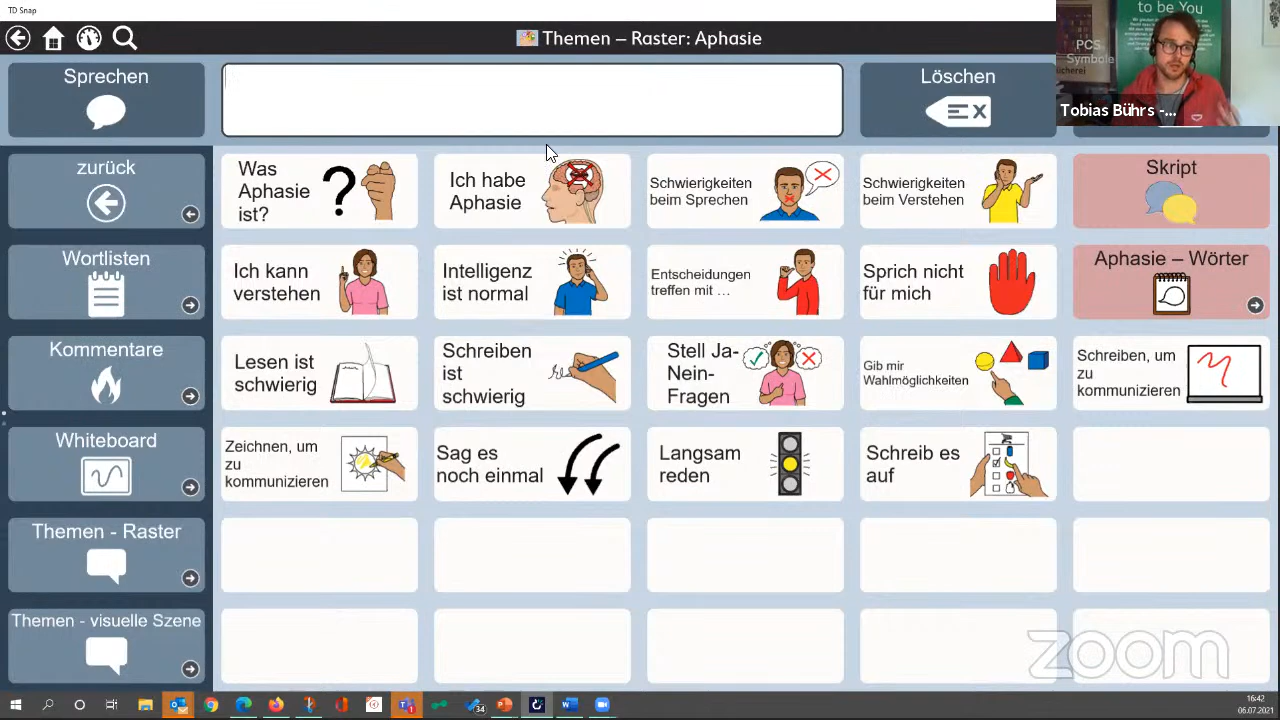 TD Snap
Themen – Raster: Aphasie
to be You
PCS
Symbole
Tobias Bührs -...
Sprechen
Löschen
zurück
Was
Aphasie
ist?
Ich habe
Aphasie
Schwierigkeiten
beim Sprechen
Schwierigkeiten
beim Verstehen
Skript
Wortlisten
Ich kann
verstehen
Intelligenz
ist normal
Entscheidungen
treffen mit ...
Sprich nicht
für mich
Aphasie – Wörter
Kommentare
Lesen ist
schwierig
Schreiben
ist
schwierig
Stell Ja-
Nein-
Fragen
Gib mir
Wahlmöglichkeiten
Schreiben, um
zu
kommunizieren
Whiteboard
Zeichnen, um
zu
kommunizieren
Sag es
noch einmal
Langsam
reden
Schreib es
auf
Themen - Raster
Themen - visuelle Szene
zoom
34
16:42
06.07.2021